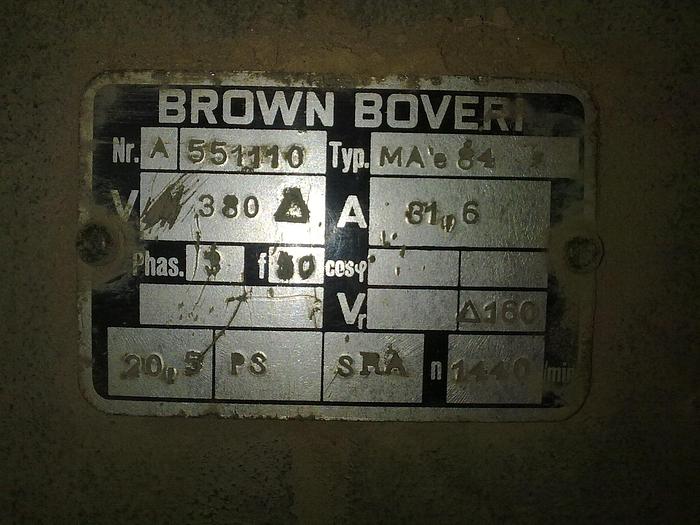 BROWN BOVERI
Nr. A 551110 Typ. MA'e 84
V 380 Δ A 31,6
Phas. 3 f 50 cosφ
Vr Δ160
20,5 PS SRA n 1440 /min